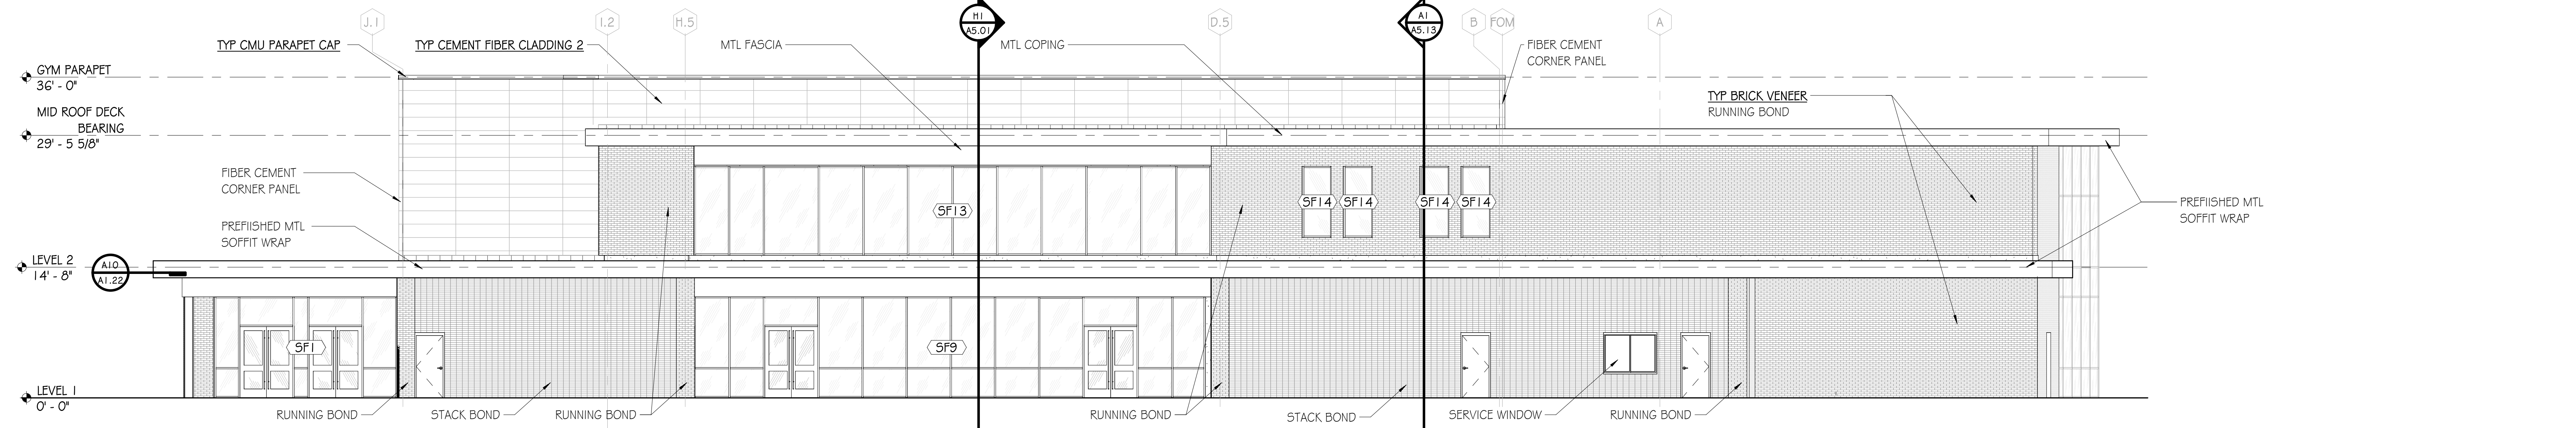 J.1
I.2
H.5
H1
A5.01
D.5
A1
A5.13
B
FOM
A
TYP CMU PARAPET CAP
TYP CEMENT FIBER CLADDING 2
MTL FASCIA
MTL COPING
FIBER CEMENT
CORNER PANEL
GYM PARAPET
36' - 0"
TYP BRICK VENEER
RUNNING BOND
MID ROOF DECK
BEARING
29' - 5 5/8"
FIBER CEMENT
CORNER PANEL
SF13
SF14
SF14
SF14
SF14
PREFIISHED MTL
SOFFIT WRAP
PREFIISHED MTL
SOFFIT WRAP
LEVEL 2
14' - 8"
A10
A1.22
SF1
SF9
LEVEL 1
0' - 0"
RUNNING BOND
STACK BOND
RUNNING BOND
RUNNING BOND
STACK BOND
SERVICE WINDOW
RUNNING BOND